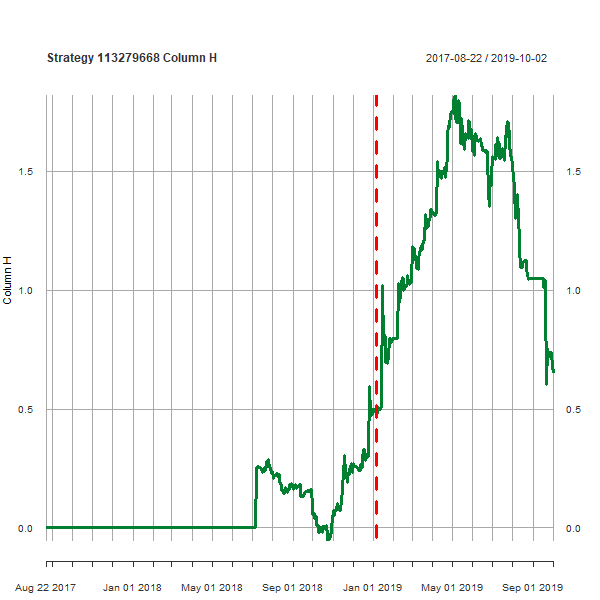 Strategy 113279668 Column H
2017-08-22 / 2019-10-02
Column H
1.5
1.5
1.0
1.0
0.5
0.5
0.0
0.0
Aug 22 2017
Jan 01 2018
May 01 2018
Sep 01 2018
Jan 01 2019
May 01 2019
Sep 01 2019